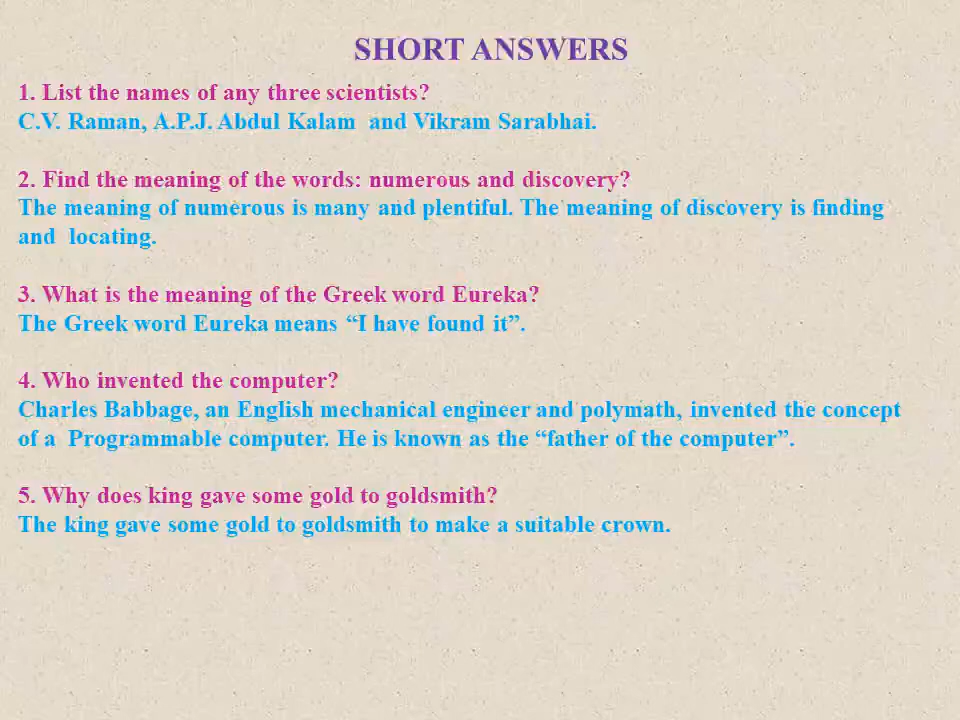 SHORT ANSWERS
1. List the names of any three scientists?
C.V. Raman, A.P.J. Abdul Kalam  and Vikram Sarabhai.
2. Find the meaning of the words: numerous and discovery?
The meaning of numerous is many and plentiful. The meaning of discovery is finding
and  locating.
3. What is the meaning of the Greek word Eureka?
The Greek word Eureka means “I have found it”.
4. Who invented the computer?
Charles Babbage, an English mechanical engineer and polymath, invented the concept
of a  Programmable computer. He is known as the “father of the computer”.
5. Why does king gave some gold to goldsmith?
The king gave some gold to goldsmith to make a suitable crown.